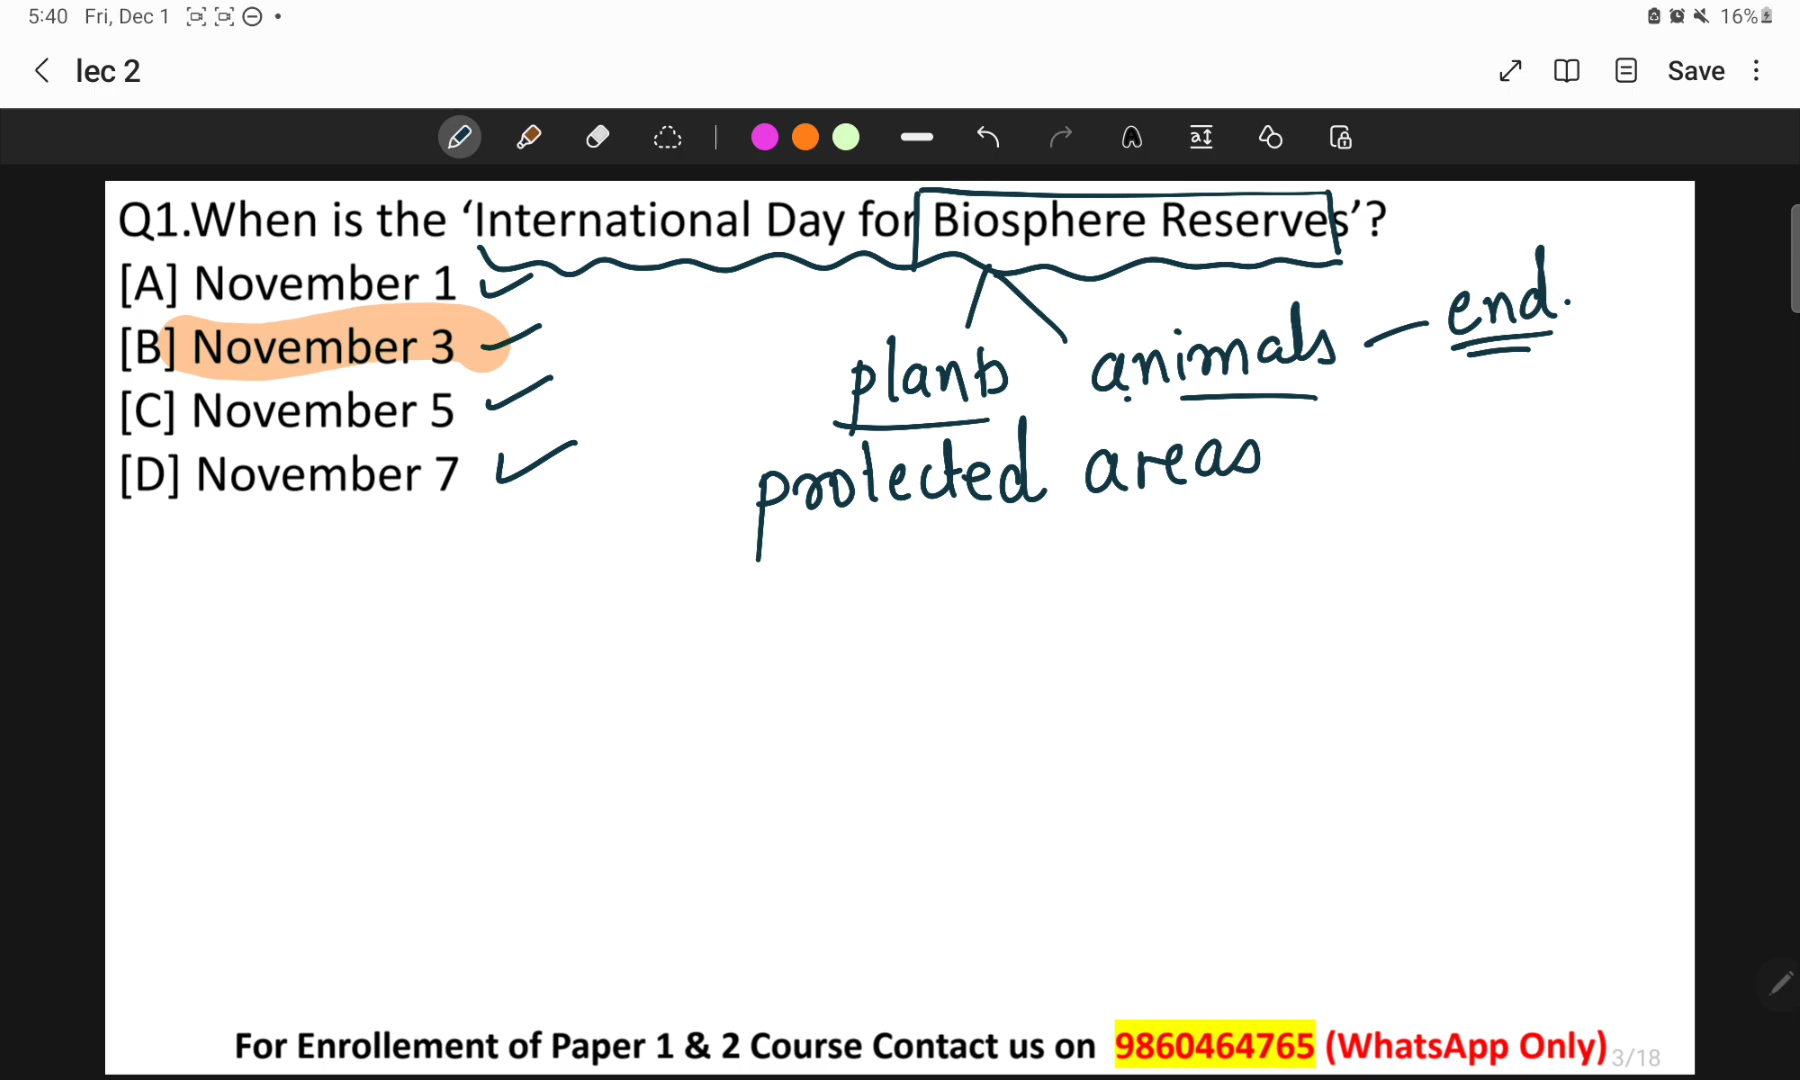 5:40 Fri, Dec 1 16%
lec 2 Save
Q1.When is the ‘International Day for Biosphere Reserves’?
[A] November 1
[B] November 3
[C] November 5
[D] November 7
end.
plants animals
protected areas
For Enrollement of Paper 1 & 2 Course Contact us on 9860464765 (WhatsApp Only)
3/18